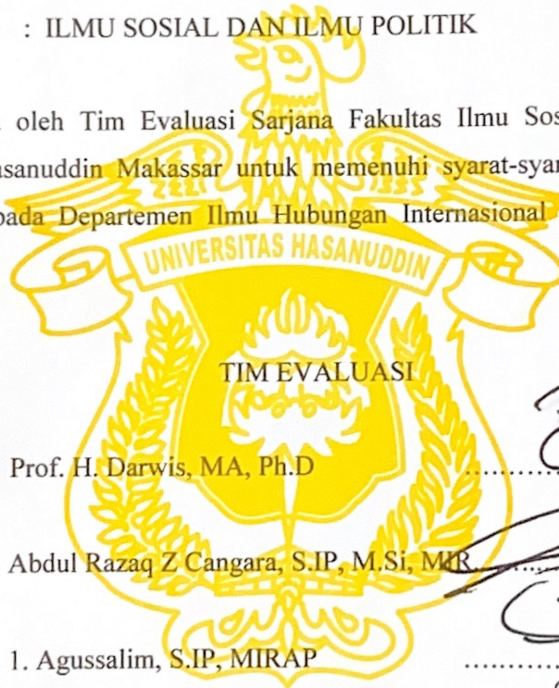 : ILMU SOSIAL DAN ILMU POLITIK
oleh Tim Evaluasi Sarjana Fakultas Ilmu Sos
asanuddin Makassar untuk memenuhi syarat-syar
pada Departemen Ilmu Hubungan Internasional
UNIVERSITAS HASANUDDIN
TIM EVALUASI
Prof. H. Darwis, MA, Ph.D ............
Abdul Razaq Z Cangara, S.IP, M.Si, MIR............
1. Agussalim, S.IP, MIRAP ............